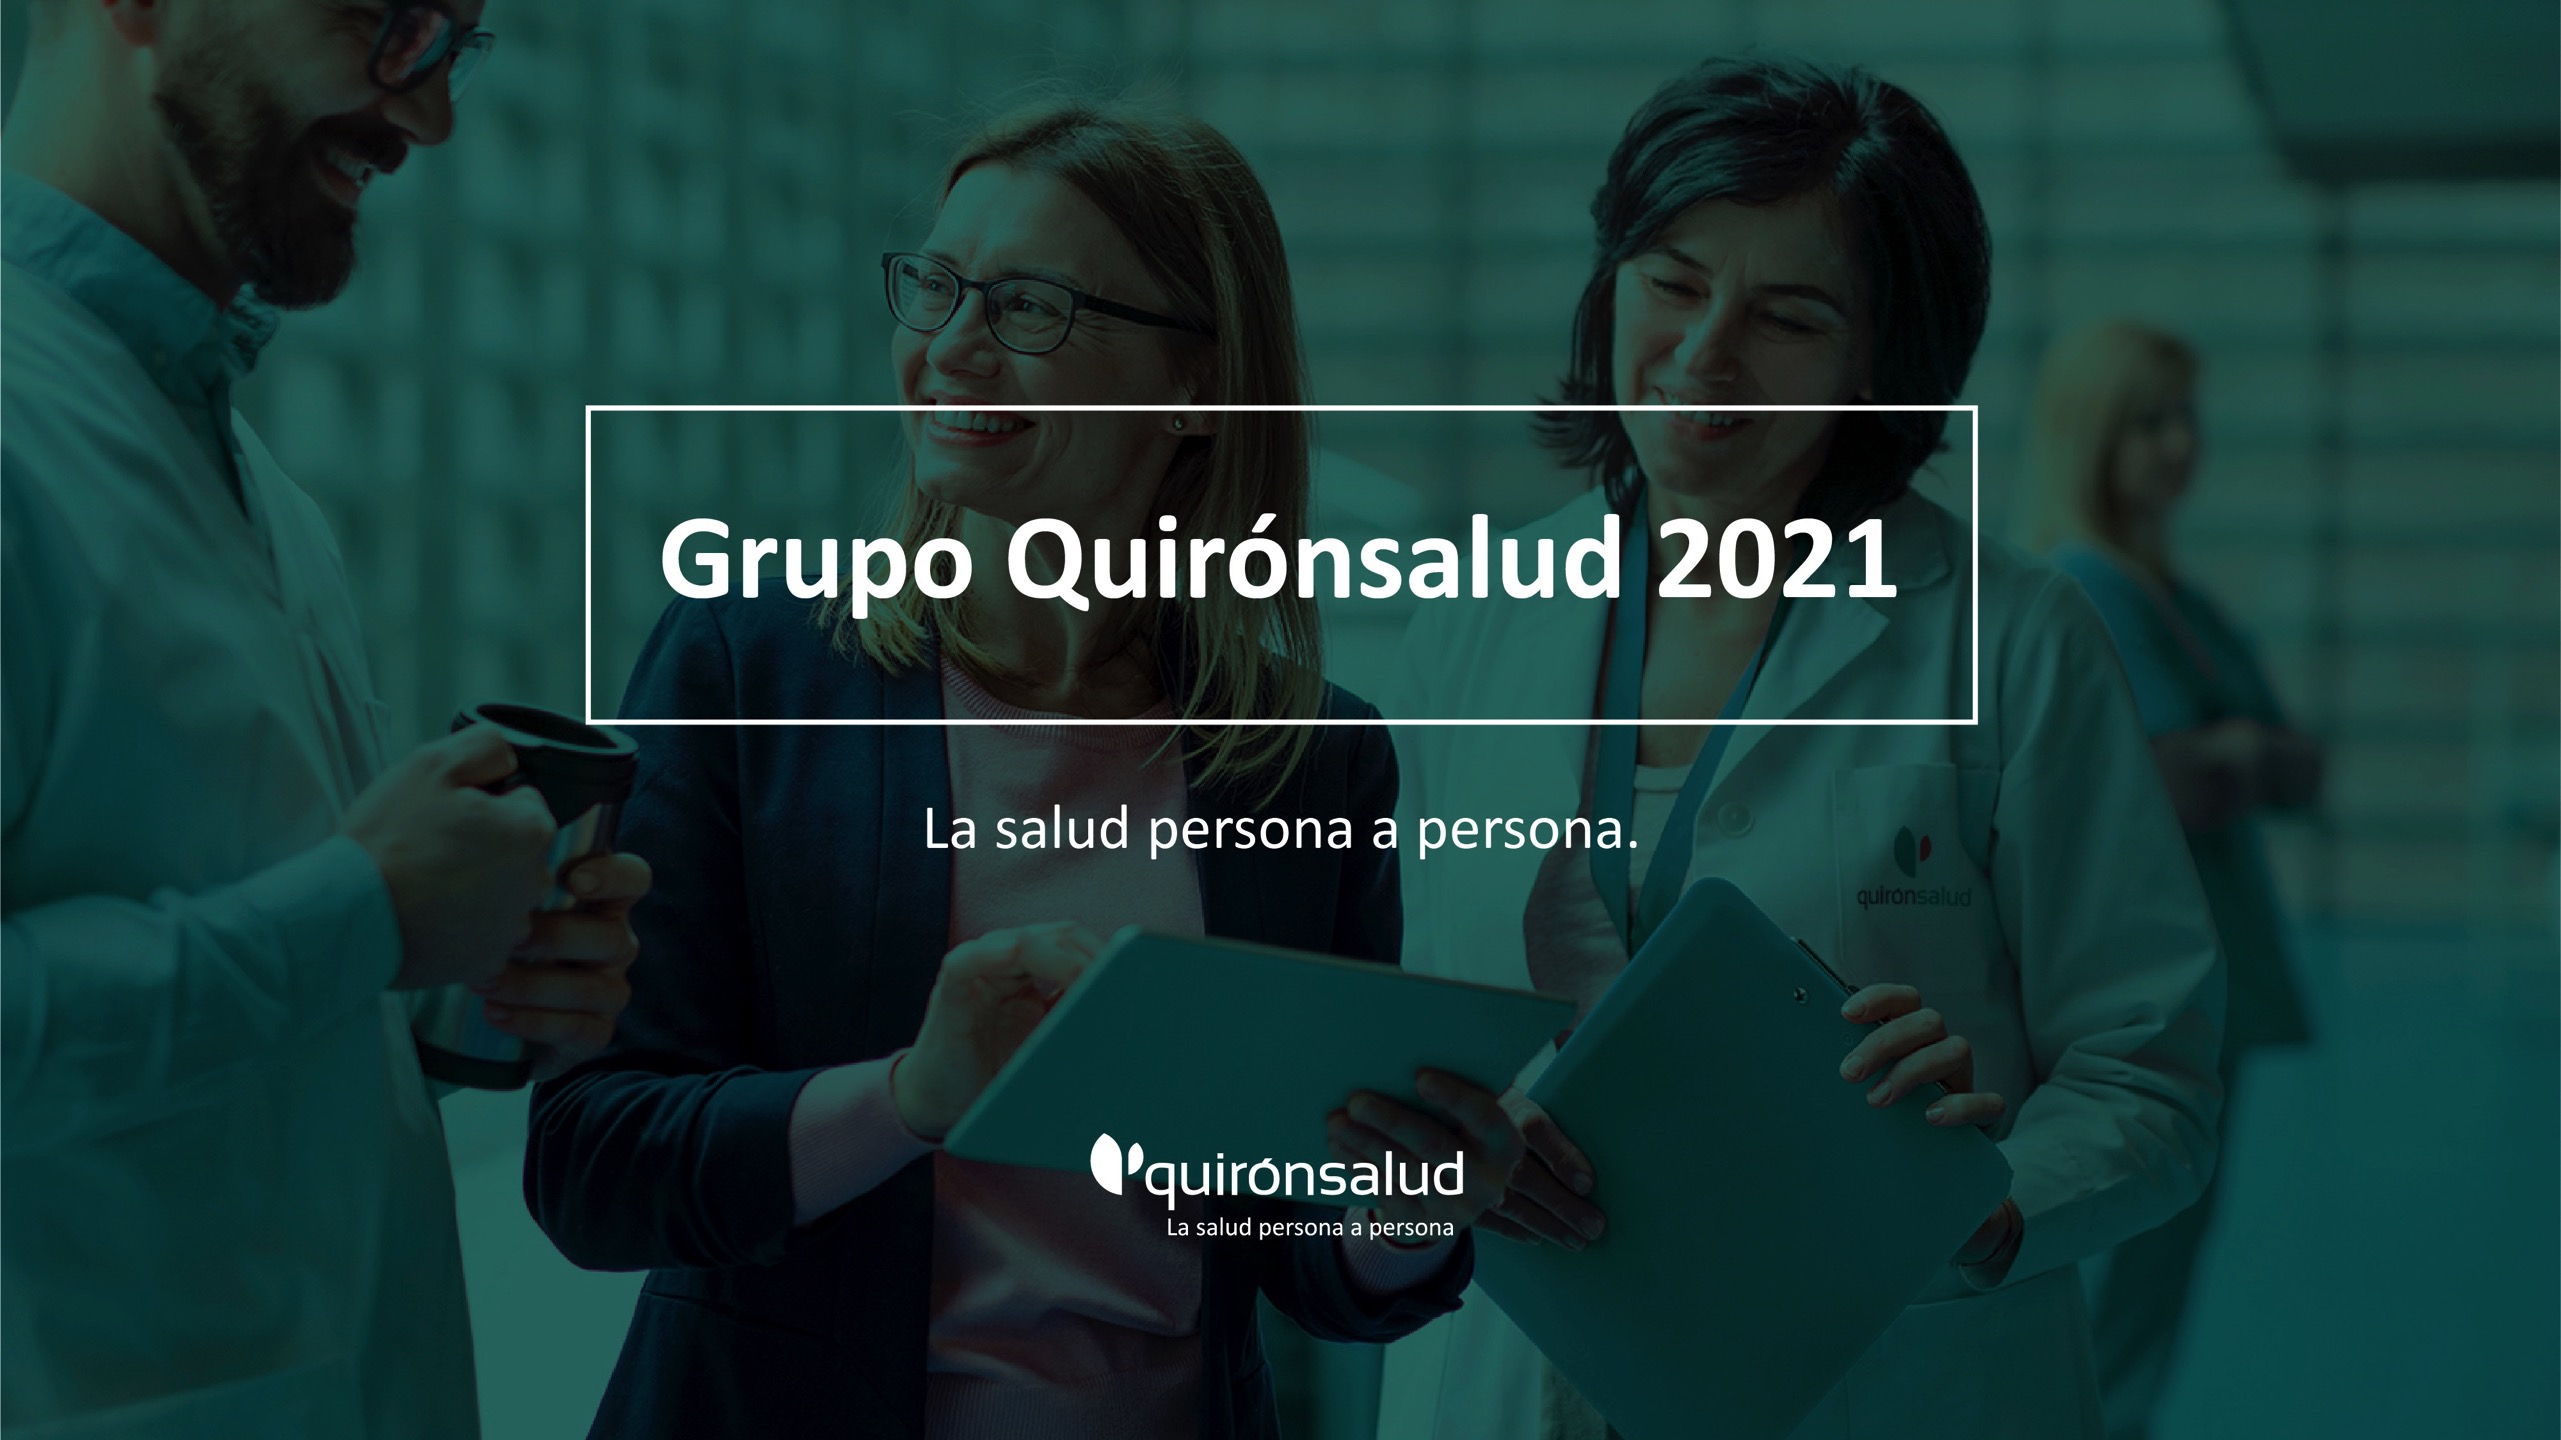 Grupo Quirónsalud 2021
La salud persona a persona.
quirónsalud
quirónsalud
La salud persona a persona